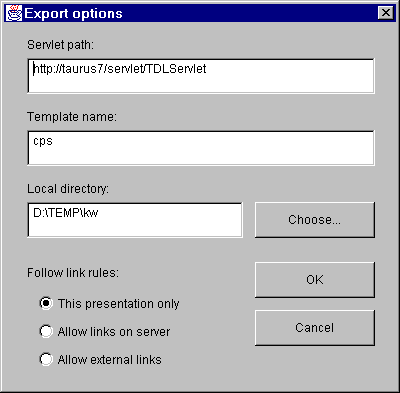 Export options
Servlet path:
http://taurus7/servlet/TDLServlet
Template name:
cps
Local directory:
D:\TEMP\kw
Choose...
Follow link rules:
OK
This presentation only
Allow links on server
Cancel
Allow external links